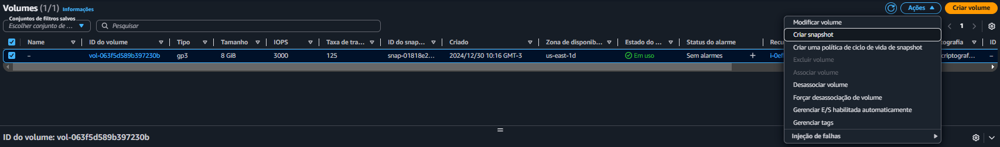 Volumes (1/1) Informações Ações Criar volume
Conjuntos de filtros salvos
Escolher conjunto de ... Pesquisar 1
Name ID do volume Tipo Tamanho IOPS Taxa de tra... ID do snap... Criado Zona de disponib... Estado do ... Status do alarme Recu tografia ID
– vol-063f5d589b397230b gp3 8 GiB 3000 125 snap-01818e2... 2024/12/30 10:16 GMT-3 us-east-1d Em uso Sem alarmes i-0ef criptograf... –
Modificar volume
Criar snapshot
Criar uma política de ciclo de vida de snapshot
Excluir volume
Associar volume
Desassociar volume
Forçar desassociação de volume
Gerenciar E/S habilitada automaticamente
Gerenciar tags
Injeção de falhas
ID do volume: vol-063f5d589b397230b